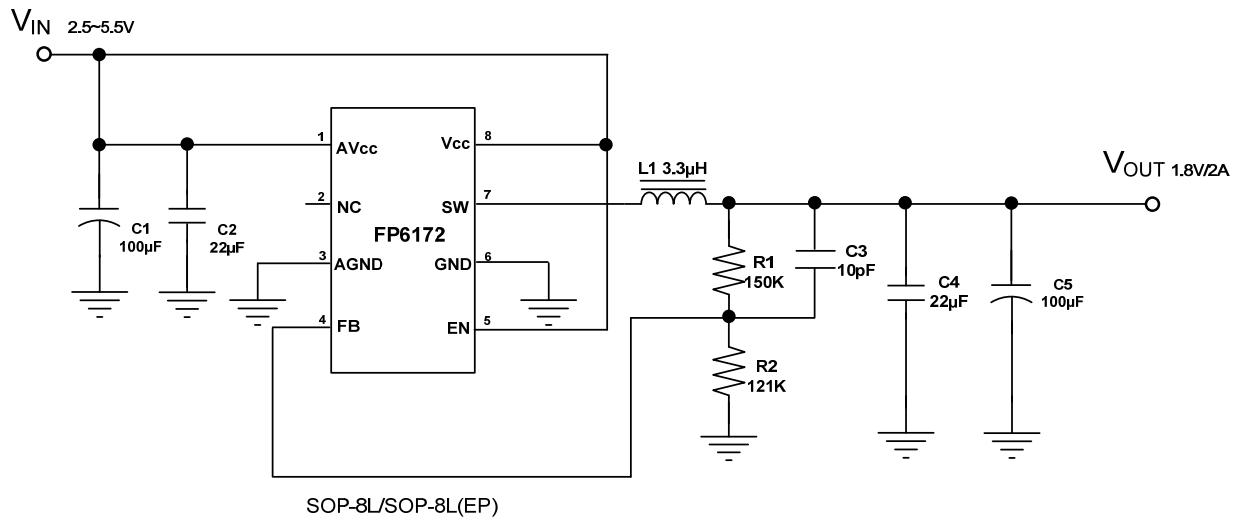 VIN 2.5~5.5V
1 AVcc
Vcc 8
2 NC
SW 7
FP6172
3 AGND
GND 6
4 FB
EN 5
C1
100µF
C2
22µF
L1 3.3µH
VOUT 1.8V/2A
R1
150K
C3
10pF
R2
121K
C4
22µF
C5
100µF
SOP-8L/SOP-8L(EP)